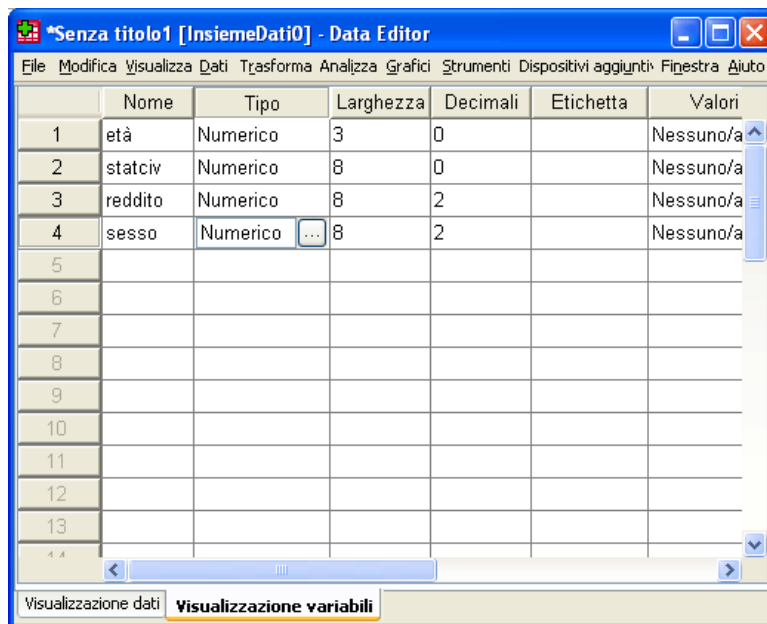 *Senza titolo1 [InsiemeDati0] - Data Editor
File Modifica Visualizza Dati Trasforma Analizza Grafici Strumenti Dispositivi aggiunti Finestra Aiuto
Nome Tipo Larghezza Decimali Etichetta Valori
1 età Numerico 3 0 Nessuno/a
2 statciv Numerico 8 0 Nessuno/a
3 reddito Numerico 8 2 Nessuno/a
4 sesso Numerico ... 8 2 Nessuno/a
5
6
7
8
9
10
11
12
13
14
Visualizzazione dati Visualizzazione variabili